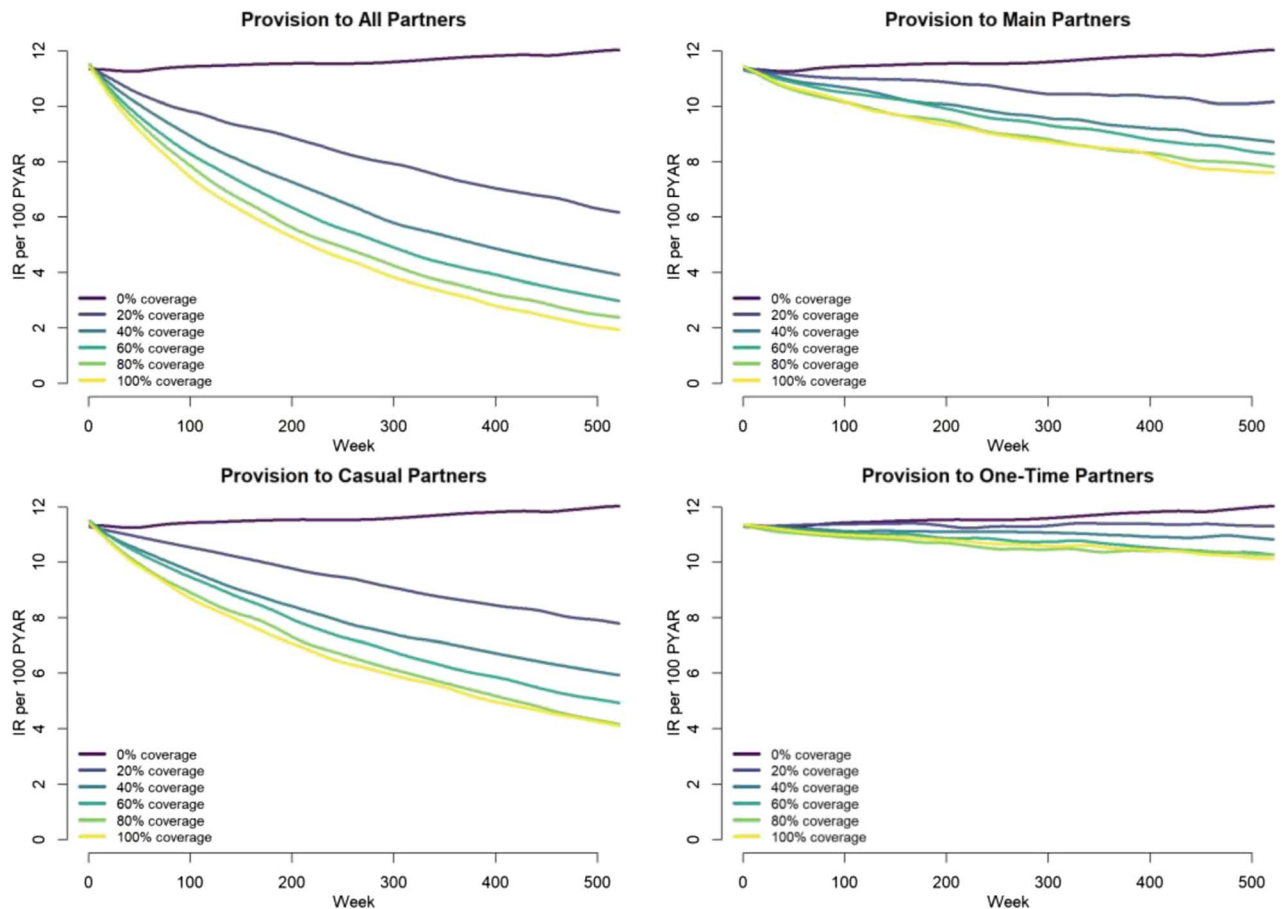 Provision to All Partners
IR per 100 PYAR
12
10
8
6
4
2
0
0% coverage
20% coverage
40% coverage
60% coverage
80% coverage
100% coverage
0 100 200 300 400 500
Week
Provision to Main Partners
IR per 100 PYAR
12
10
8
6
4
2
0
0% coverage
20% coverage
40% coverage
60% coverage
80% coverage
100% coverage
0 100 200 300 400 500
Week
Provision to Casual Partners
IR per 100 PYAR
12
10
8
6
4
2
0
0% coverage
20% coverage
40% coverage
60% coverage
80% coverage
100% coverage
0 100 200 300 400 500
Week
Provision to One-Time Partners
IR per 100 PYAR
12
10
8
6
4
2
0
0% coverage
20% coverage
40% coverage
60% coverage
80% coverage
100% coverage
0 100 200 300 400 500
Week